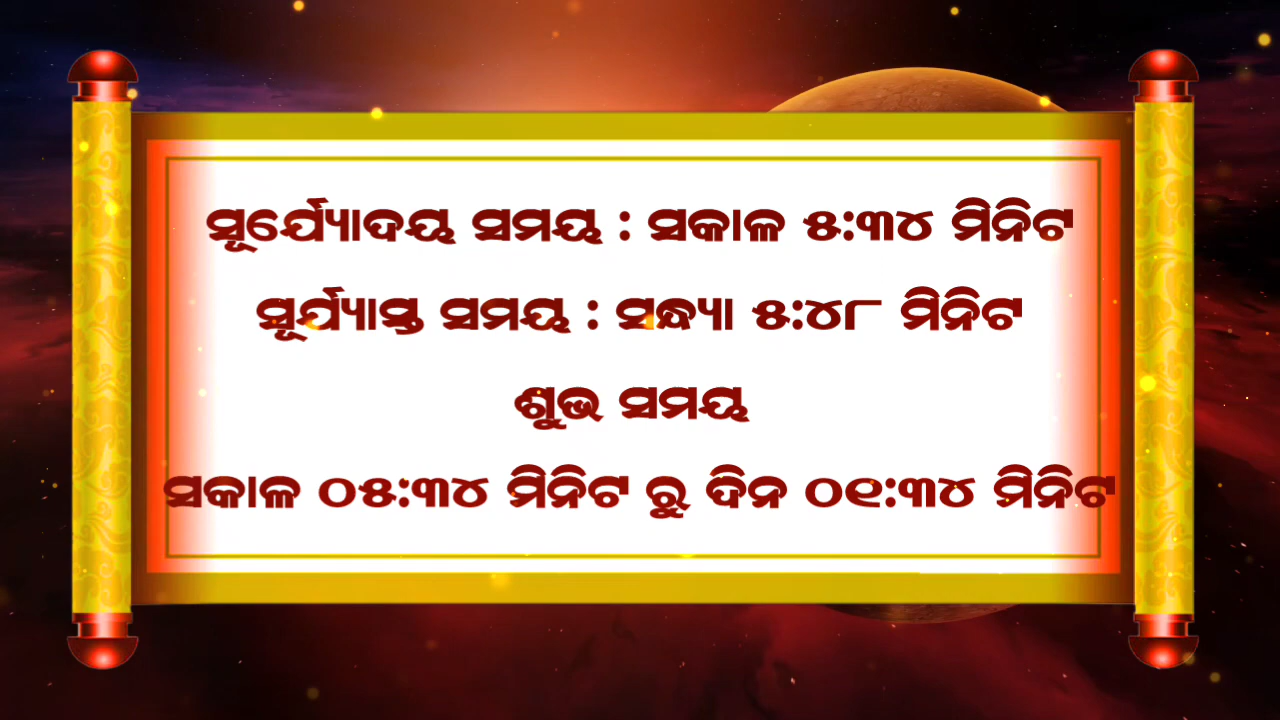 ସୂର୍ଯ୍ୟୋଦୟ ସମୟ : ସକାଳ ୫:୩୪ ମିନିଟ
ସୂର୍ଯ୍ୟାସ୍ତ ସମୟ : ସନ୍ଧ୍ୟା ୫:୪୮ ମିନିଟ
ଶୁଭ ସମୟ
ସକାଳ ୦୫:୩୪ ମିନିଟ ରୁ ଦିନ ୦୧:୩୪ ମିନିଟ